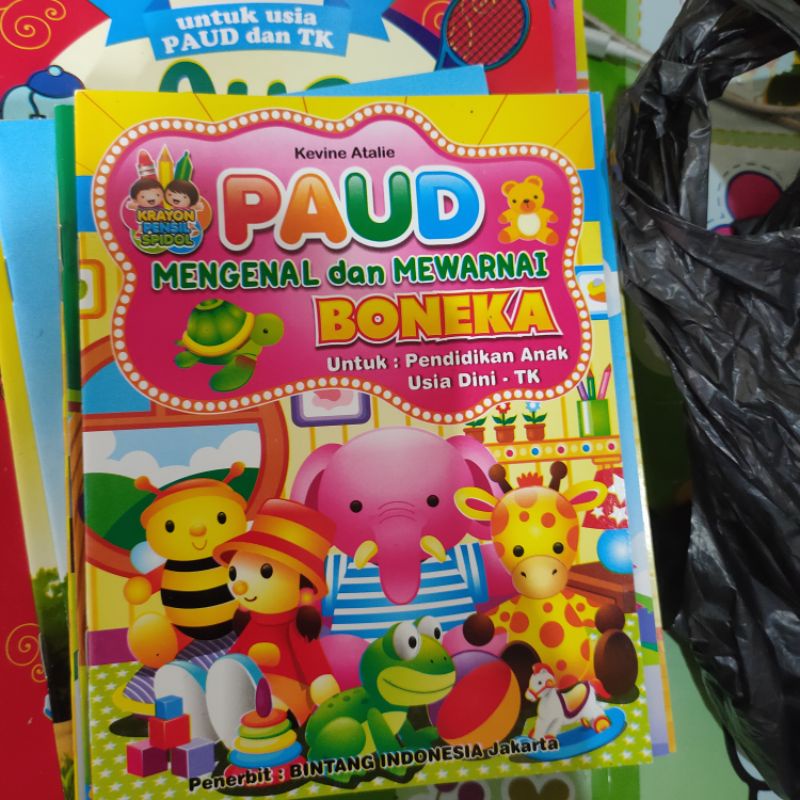 untuk usia
PAUD dan TK
Kevine Atalie
KRAYON
PENSIL
SPIDOL
PAUD
MENGENAL dan MEWARNAI
BONEKA
Untuk : Pendidikan Anak
Usia Dini - TK
Penerbit : BINTANG INDONESIA Jakarta